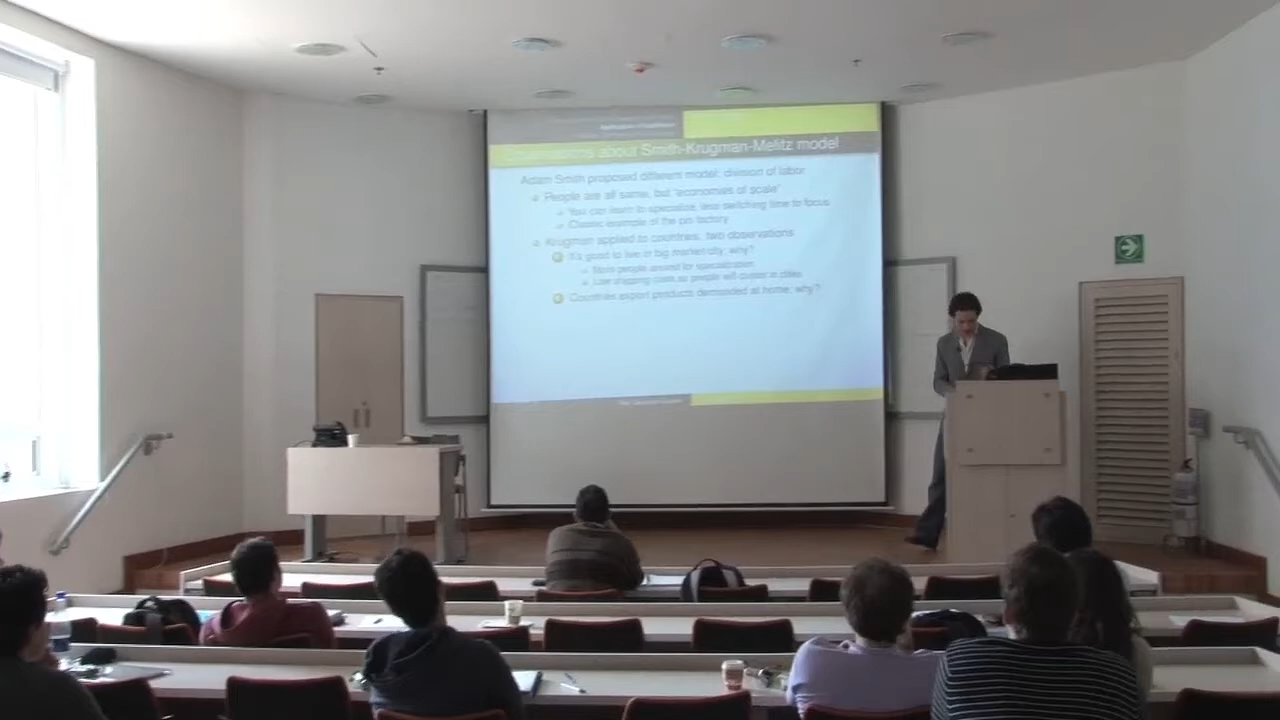 about Smith-Krugman-Melitz model
Adam Smith proposed different model: division of labor
People are all same, but 'economies of scale'
You can learn to specialize, less switching time to focus
Classic example of the pin factory
Krugman applied to countries: two observations
It's good to live in big market/city; why?
More people around for specialization
Low shipping costs so people will cluster in cities
Countries export products demanded at home; why?